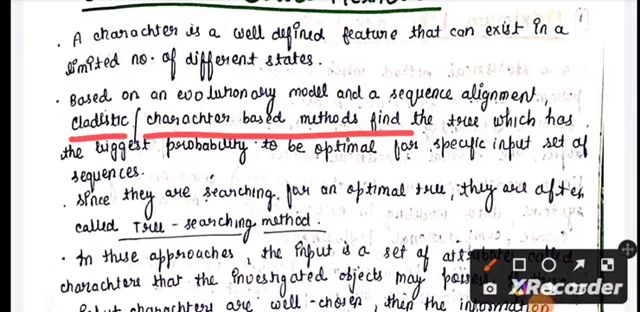 . A charachter is a well defined feature that can exist in a
limited no. of different states.
. Based on an evolutionary model and a sequence alignment,
Cladistic / charachter based methods find the tree which has
the biggest probability to be optimal for specific input set of
sequences.
. Since they are searching for an optimal tree, they are often
called Tree-searching method.
. In these approaches, the input is a set of called
charachters that the investigated objects may
charachters are well-chosen, then the information
XRecorder